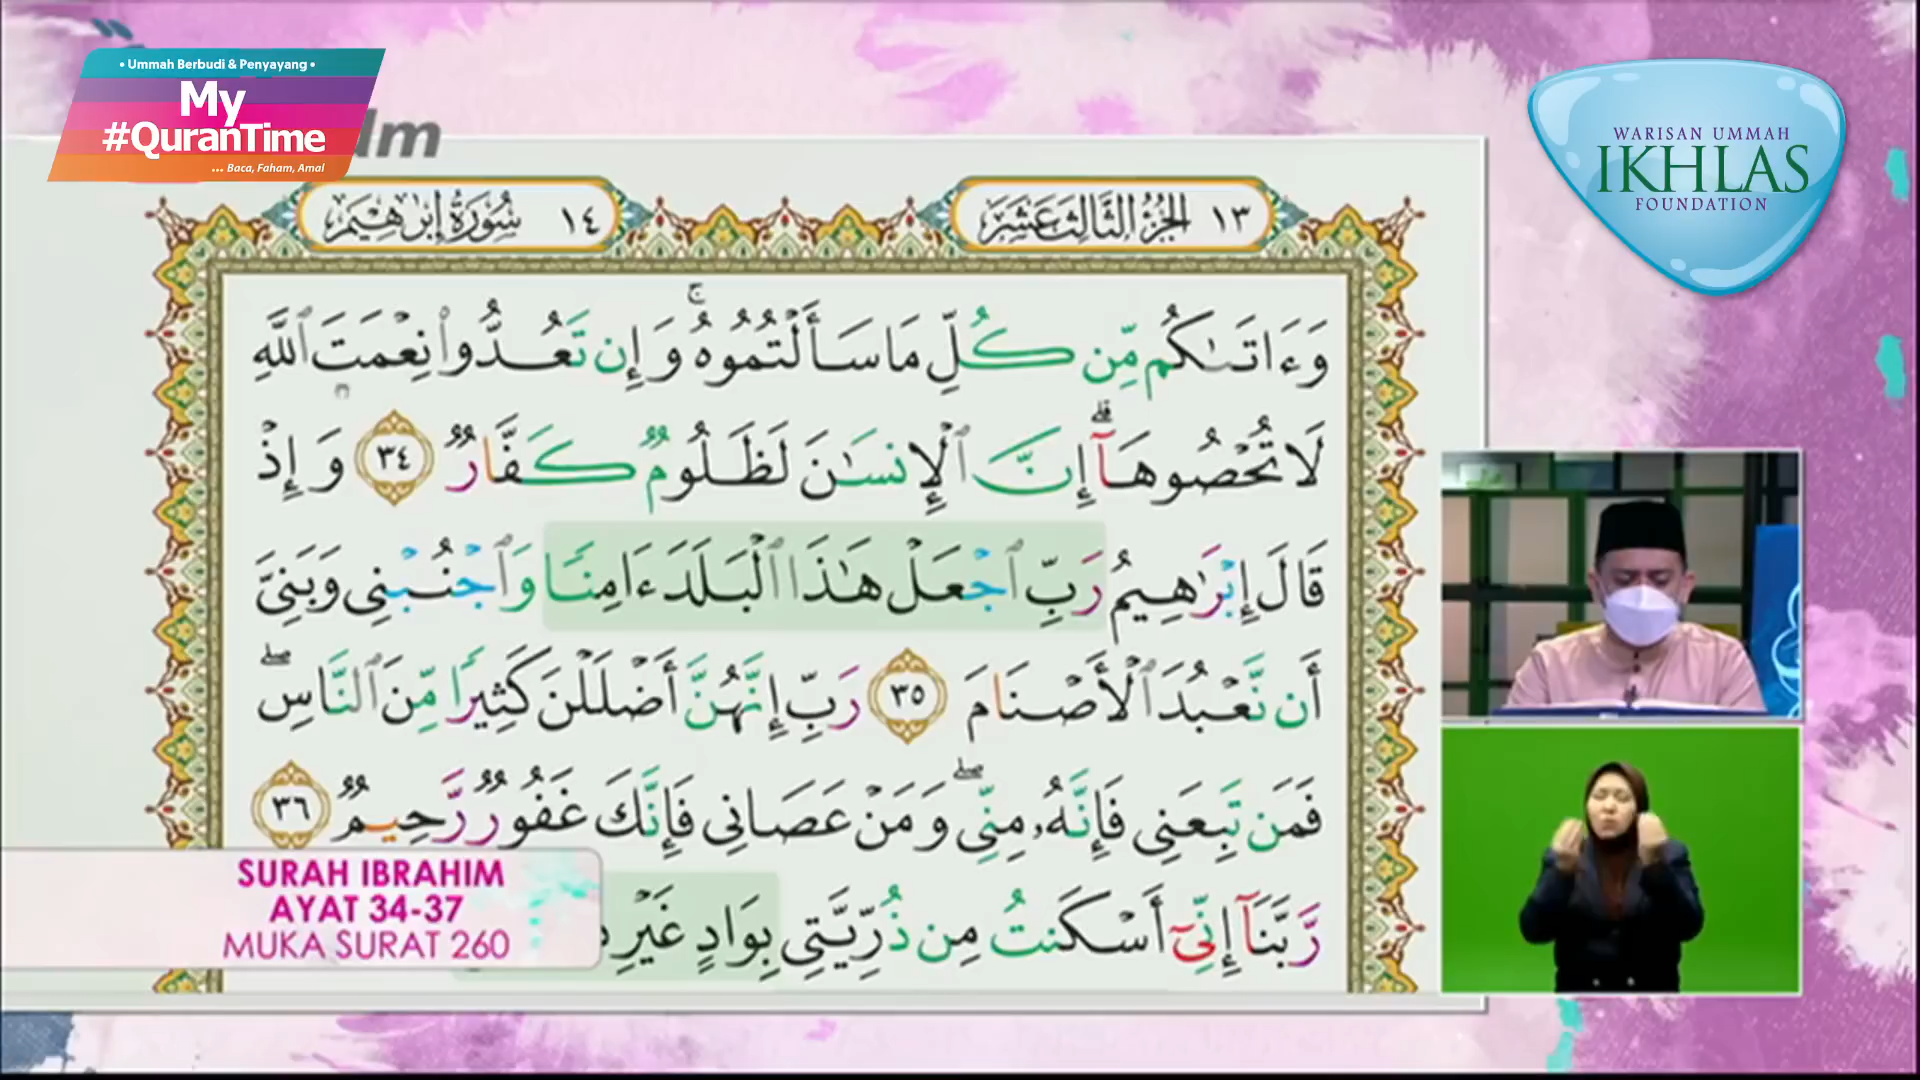 • Ummah Berbudi & Penyayang •
My
#QuranTime
... Baca, Faham, Amal
WARISAN UMMAH
IKHLAS
FOUNDATION
١٣ الجُزْءُ الثَّالِثَ عَشَرَ
١٤ سُورَةُ إِبْرَاهِيْمَ
وَءَاتَىٰكُم مِّن كُلِّ مَا سَأَلْتُمُوهُ ۚ وَإِن تَعُدُّوا۟ نِعْمَتَ ٱللَّهِ
لَا تُحْصُوهَآ ۗ إِنَّ ٱلْإِنسَـٰنَ لَظَلُومٌ كَفَّارٌ ٣٤ وَإِذْ
قَالَ إِبْرَٰهِيمُ رَبِّ ٱجْعَلْ هَـٰذَا ٱلْبَلَدَ ءَامِنًا وَٱجْنُبْنِى وَبَنِىَّ
أَن نَّعْبُدَ ٱلْأَصْنَامَ ٣٥ رَبِّ إِنَّهُنَّ أَضْلَلْنَ كَثِيرًا مِّنَ ٱلنَّاسِ ۖ
فَمَن تَبِعَنِى فَإِنَّهُۥ مِنِّى ۖ وَمَنْ عَصَانِى فَإِنَّكَ غَفُورٌ رَّحِيمٌ ٣٦
رَّبَّنَآ إِنِّىٓ أَسْكَنتُ مِن ذُرِّيَّتِى بِوَادٍ غَيْرِ
SURAH IBRAHIM
AYAT 34-37
MUKA SURAT 260